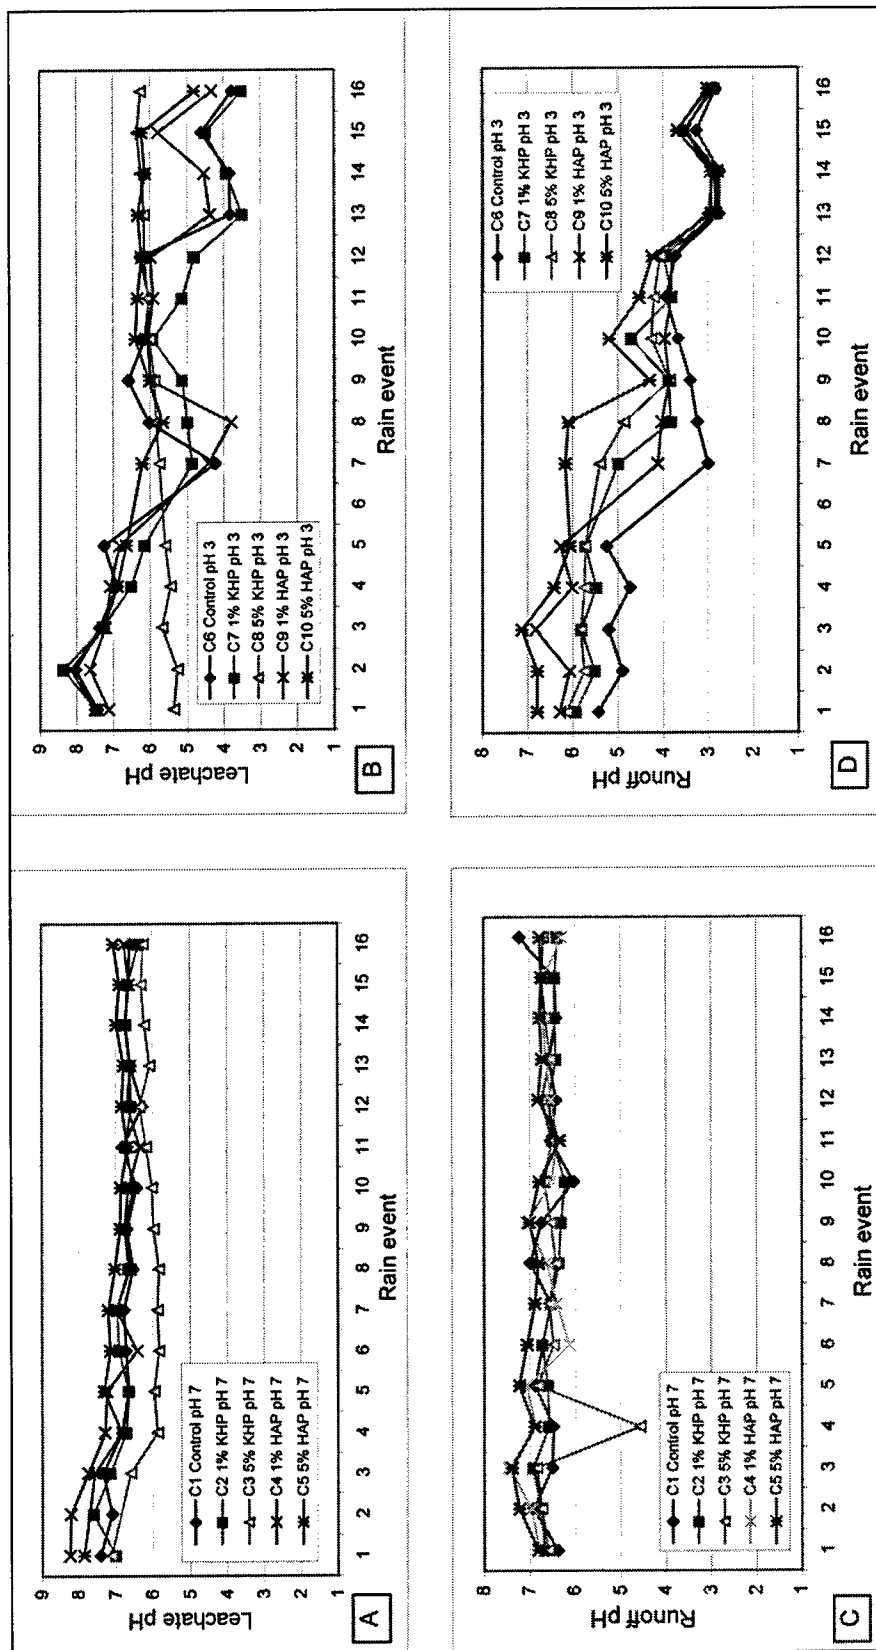 A
Leachate pH
9
8
7
6
5
4
3
2
1
C1 Control pH 7
C2 1% KHP pH 7
C3 5% KHP pH 7
C4 1% HAP pH 7
C5 5% HAP pH 7
1 2 3 4 5 6 7 8 9 10 11 12 13 14 15 16
Rain event
B
Leachate pH
9
8
7
6
5
4
3
2
1
C6 Control pH 3
C7 1% KHP pH 3
C8 5% KHP pH 3
C9 1% HAP pH 3
C10 5% HAP pH 3
1 2 3 4 5 6 7 8 9 10 11 12 13 14 15 16
Rain event
C
Runoff pH
8
7
6
5
4
3
2
1
C1 Control pH 7
C2 1% KHP pH 7
C3 5% KHP pH 7
C4 1% HAP pH 7
C5 5% HAP pH 7
1 2 3 4 5 6 7 8 9 10 11 12 13 14 15 16
Rain event
D
Runoff pH
8
7
6
5
4
3
2
1
C6 Control pH 3
C7 1% KHP pH 3
C8 5% KHP pH 3
C9 1% HAP pH 3
C10 5% HAP pH 3
1 2 3 4 5 6 7 8 9 10 11 12 13 14 15 16
Rain event